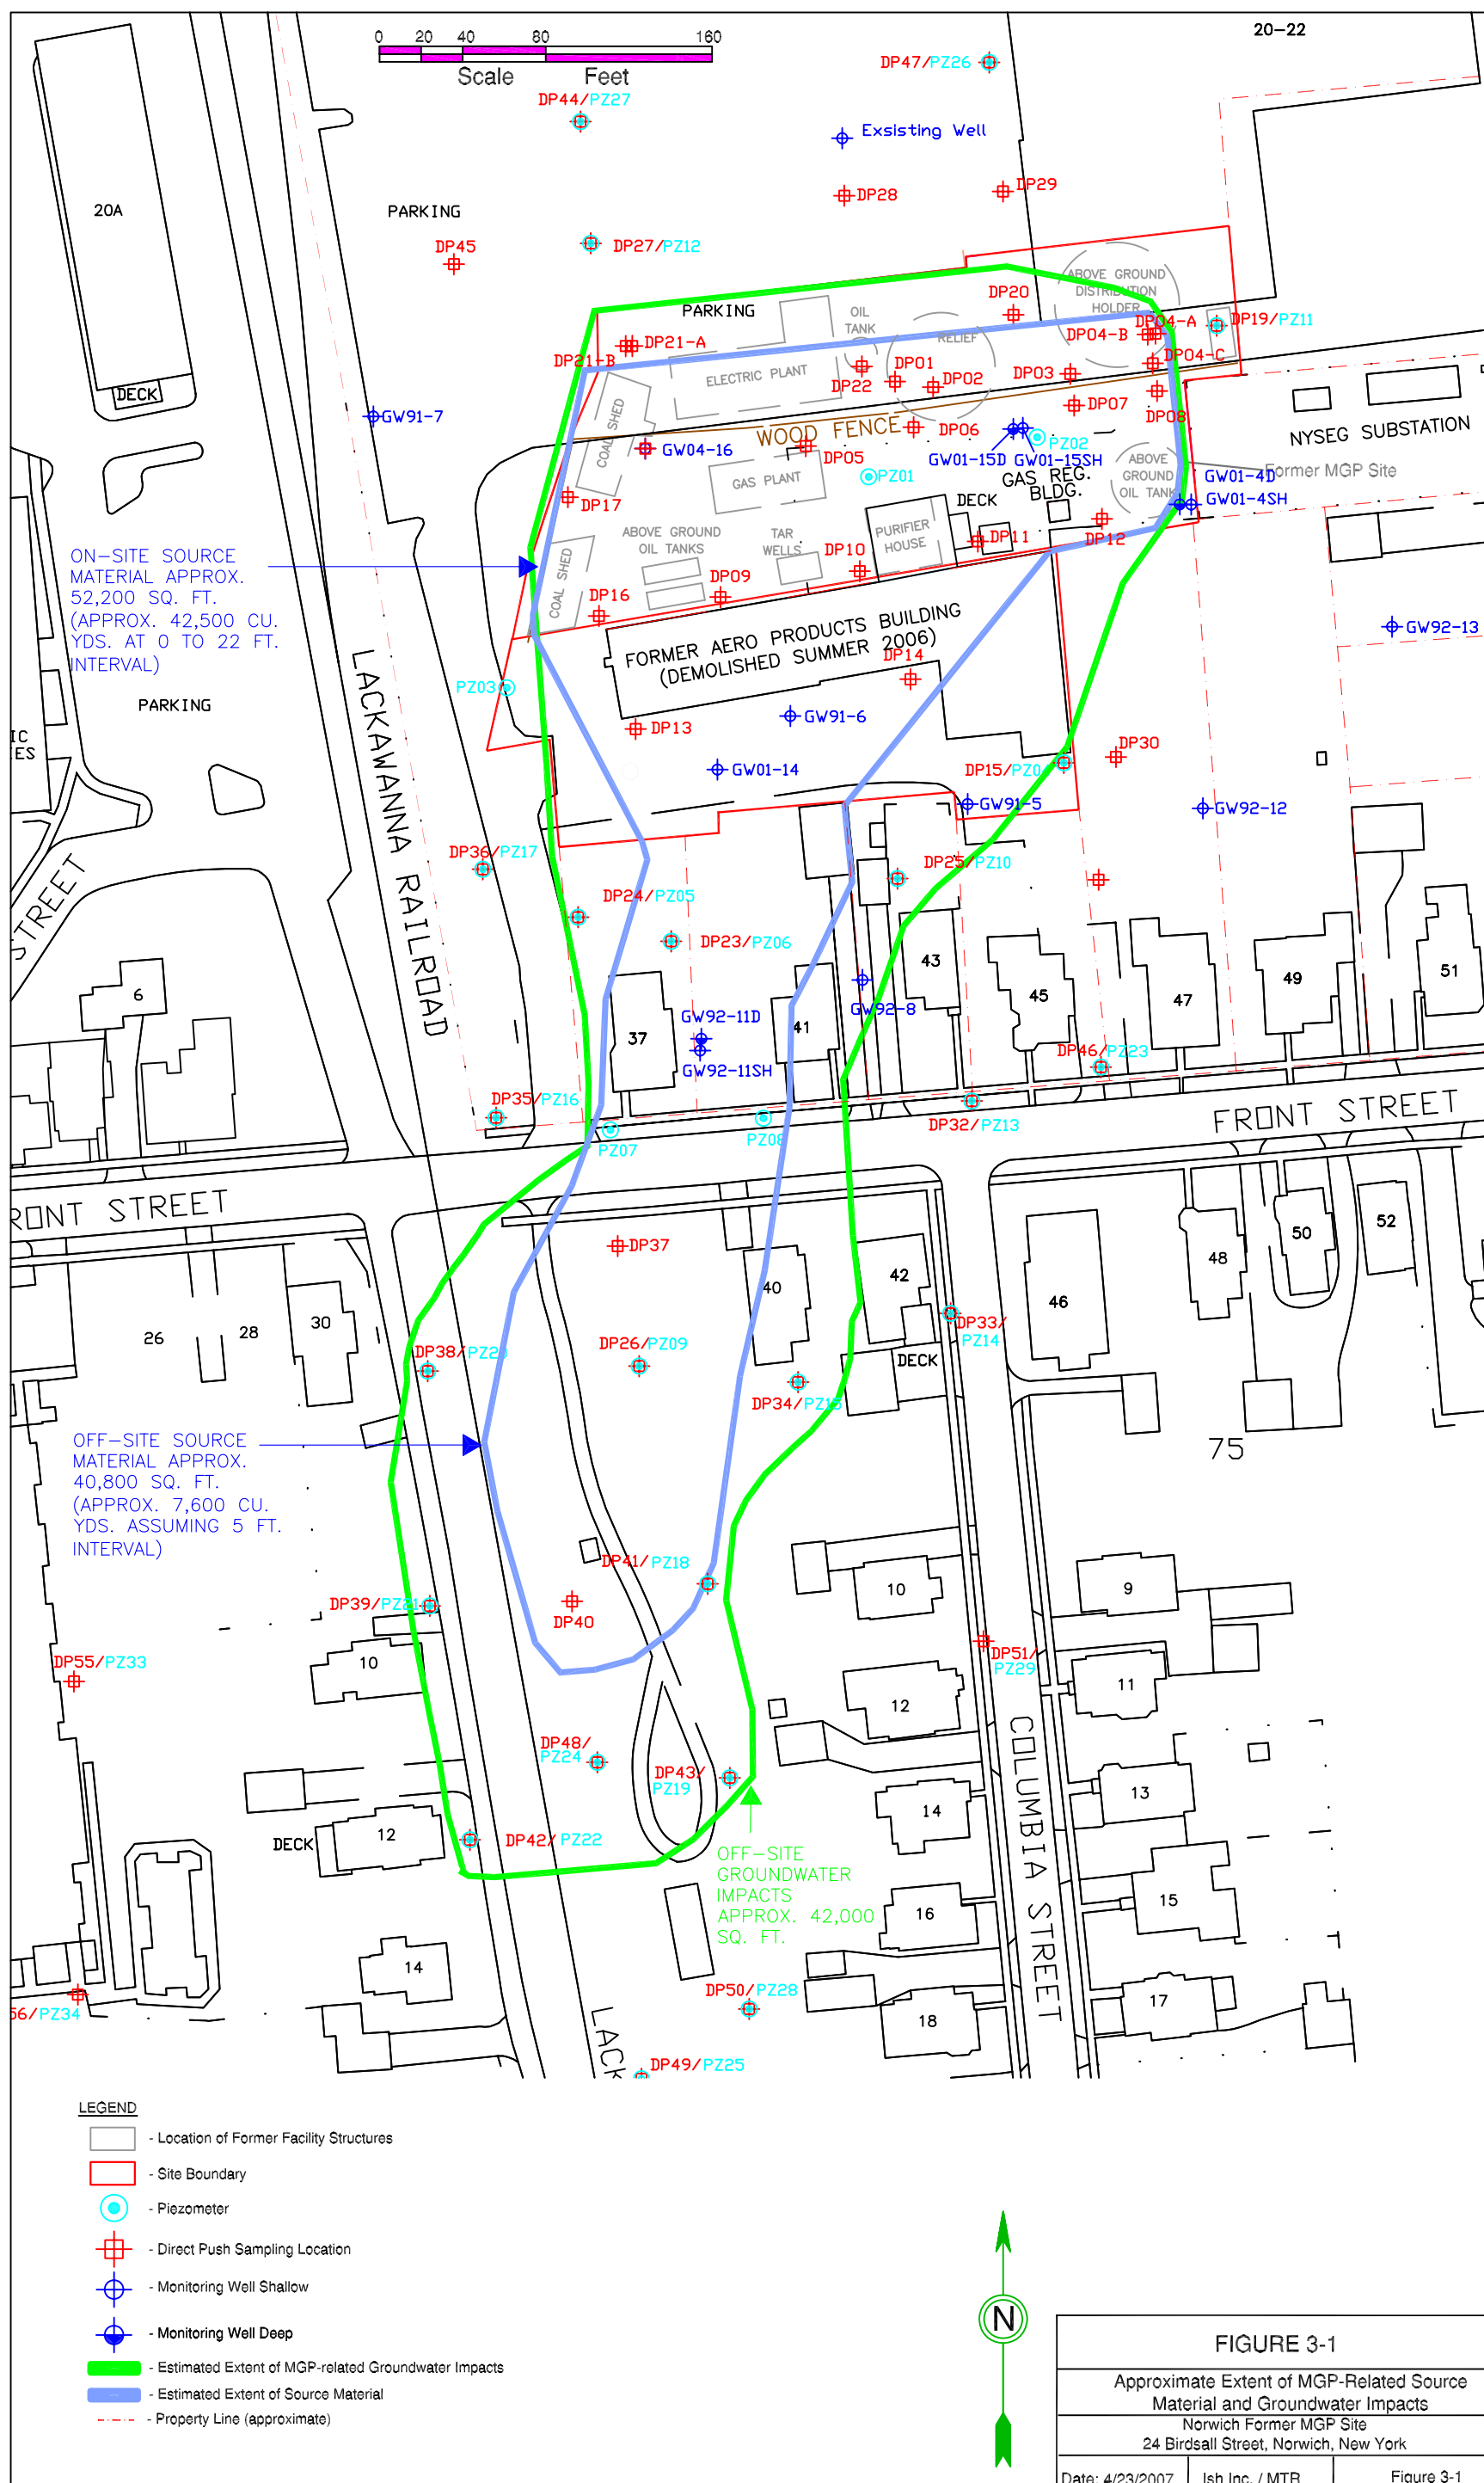 20-22
0 20 40 80 160
Scale Feet
DP47/PZ26
DP44/PZ27
Exsisting Well
DP28
DP29
20A
PARKING
DP45
DP27/PZ12
ABOVE GROUND
DISTRIBUTION
HOLDER
PARKING
OIL
TANK
DP20
RELIEF
DP04-A
DP04-B
DP19/PZ11
DP21-A
DP21-B
DP04-C
ELECTRIC PLANT
DP22
DP01
DP02
DP03
DECK
DP07
DP08
GW91-7
COAL SHED
WOOD FENCE
DP06
NYSEG SUBSTATION
GW04-16
DP05
PZ02
GW01-15D GW01-15SH
ABOVE
GROUND
OIL TANK
Former MGP Site
GAS PLANT
PZ01
GAS REG.
BLDG.
GW01-4D
GW01-4SH
DP17
DECK
ABOVE GROUND
OIL TANKS
TAR
WELLS
PURIFIER
HOUSE
DP12
DP11
DP10
COAL SHED
DP09
DP16
ON-SITE SOURCE
MATERIAL APPROX.
52,200 SQ. FT.
(APPROX. 42,500 CU.
YDS. AT 0 TO 22 FT.
INTERVAL)
FORMER AERO PRODUCTS BUILDING
(DEMOLISHED SUMMER 2006)
GW92-13
DP14
PZ03
PARKING
GW91-6
DP13
IC
ES
GW01-14
DP30
DP15/PZ0
GW91-5
GW92-12
LACKAWANNA RAILROAD
DP36/PZ17
DP25/PZ10
DP24/PZ05
STREET
DP23/PZ06
43
51
49
6
45
47
GW92-8
GW92-11D
37
41
GW92-11SH
DP46/PZ23
DP35/PZ16
DP32/PZ13
FRONT STREET
PZ07
PZ08
RONT STREET
50
52
DP37
48
42
40
46
30
26
28
DP33/
PZ14
DP26/PZ09
DP38/PZ20
DECK
DP34/PZ15
OFF-SITE SOURCE
MATERIAL APPROX.
40,800 SQ. FT.
(APPROX. 7,600 CU.
YDS. ASSUMING 5 FT.
INTERVAL)
75
DP41/PZ18
10
9
DP39/PZ21
DP40
DP51/
PZ29
DP55/PZ33
10
12
11
COLUMBIA STREET
DP48/
PZ24
DP43/
PZ19
13
14
12
DECK
DP42/PZ22
OFF-SITE
GROUNDWATER
IMPACTS
APPROX. 42,000
SQ. FT.
15
16
14
56/PZ34
DP50/PZ28
17
18
LACK
DP49/PZ25
LEGEND
- Location of Former Facility Structures
- Site Boundary
- Piezometer
- Direct Push Sampling Location
- Monitoring Well Shallow
- Monitoring Well Deep
- Estimated Extent of MGP-related Groundwater Impacts
- Estimated Extent of Source Material
- Property Line (approximate)
N
FIGURE 3-1
Approximate Extent of MGP-Related Source
Material and Groundwater Impacts
Norwich Former MGP Site
24 Birdsall Street, Norwich, New York
Date: 4/23/2007 Ish Inc. / MTR Figure 3-1